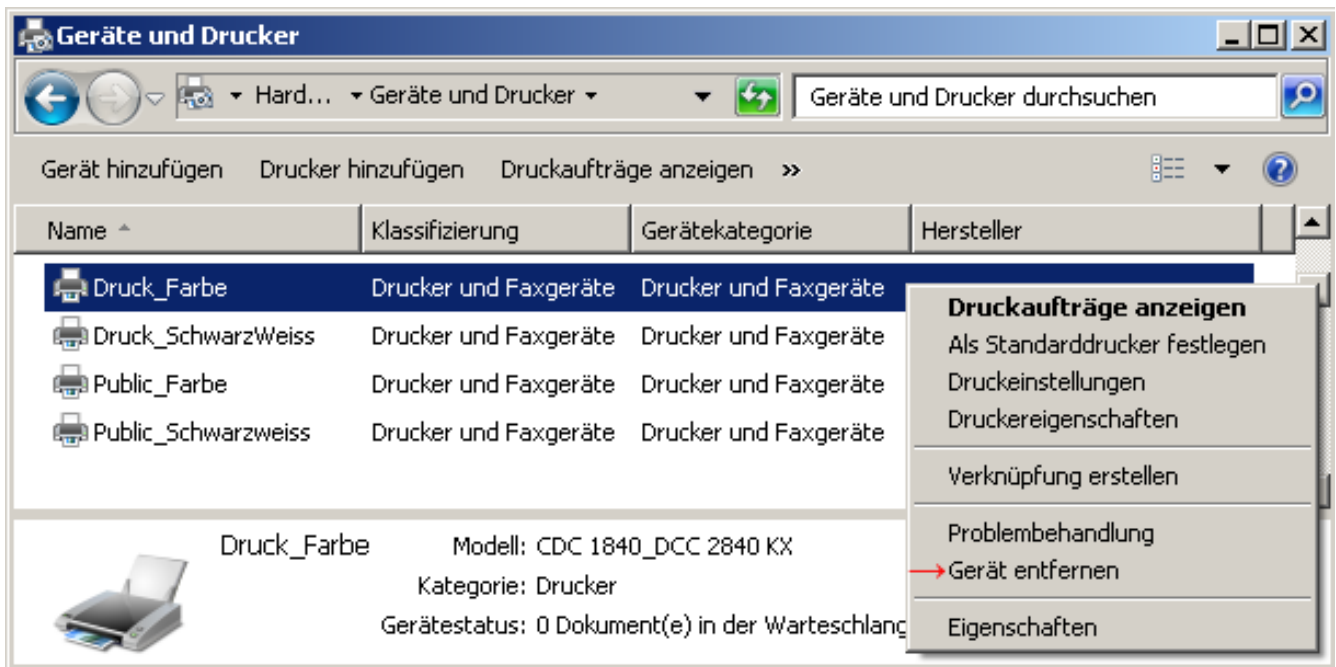 Geräte und Drucker
Hard... Geräte und Drucker Geräte und Drucker durchsuchen
Gerät hinzufügen Drucker hinzufügen Druckaufträge anzeigen »
Name Klassifizierung Gerätekategorie Hersteller
Druck_Farbe Drucker und Faxgeräte Drucker und Faxgeräte
Druck_SchwarzWeiss Drucker und Faxgeräte Drucker und Faxgeräte
Public_Farbe Drucker und Faxgeräte Drucker und Faxgeräte
Public_Schwarzweiss Drucker und Faxgeräte Drucker und Faxgeräte
Druckaufträge anzeigen
Als Standarddrucker festlegen
Druckeinstellungen
Druckereigenschaften
Verknüpfung erstellen
Problembehandlung
→Gerät entfernen
Eigenschaften
Druck_Farbe Modell: CDC 1840_DCC 2840 KX
Kategorie: Drucker
Gerätestatus: 0 Dokument(e) in der Warteschlang